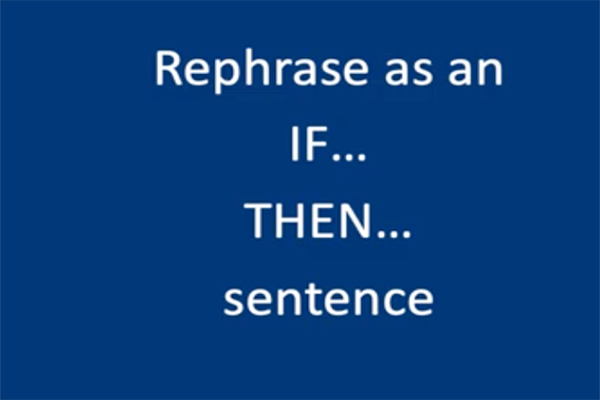 Rephrase as an
IF...
THEN...
sentence